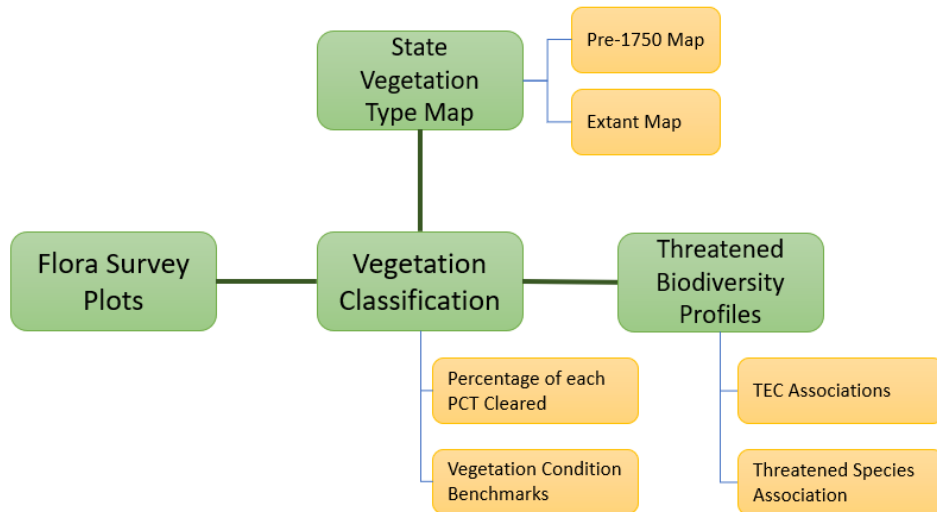 State
Vegetation
Type Map
Pre-1750 Map
Extant Map
Flora Survey
Plots
Vegetation
Classification
Threatened
Biodiversity
Profiles
Percentage of each
PCT Cleared
Vegetation Condition
Benchmarks
TEC Associations
Threatened Species
Association